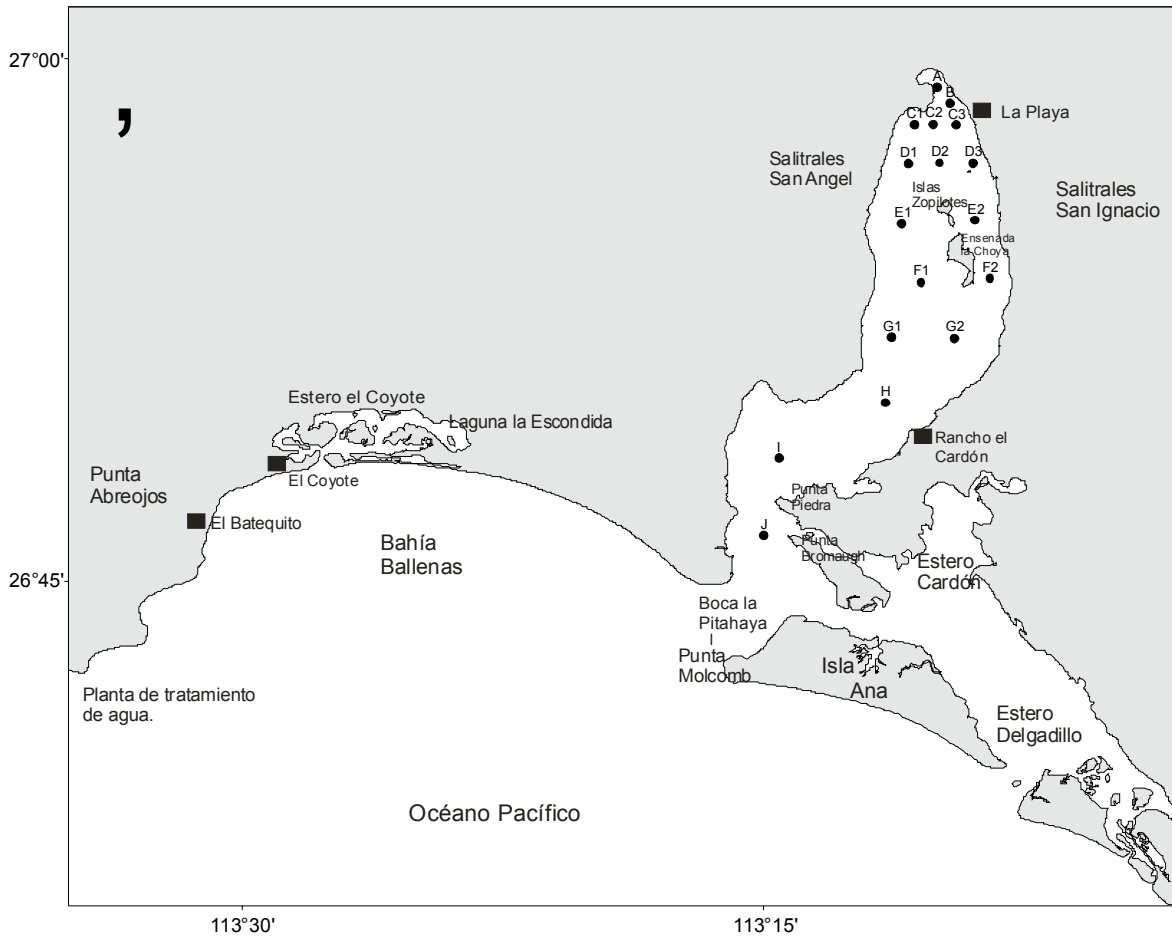 27°00'
A
B
La Playa
C1
C2
C3
Salitrales
San Angel
D1
D2
D3
Salitrales
San Ignacio
Islas
Zopilotes
E1
E2
Ensenada
la Choya
F1
F2
G1
G2
H
Estero el Coyote
Laguna la Escondida
Rancho el
Cardón
I
Punta
Abreojos
El Coyote
Punta
Piedra
El Batequito
J
Punta
Bromaugh
Bahía
Ballenas
Estero
Cardón
26°45'
Boca la
Pitahaya
Punta
Molcomb
Isla
Ana
Planta de tratamiento
de agua.
Estero
Delgadillo
Océano Pacífico
113°30'
113°15'